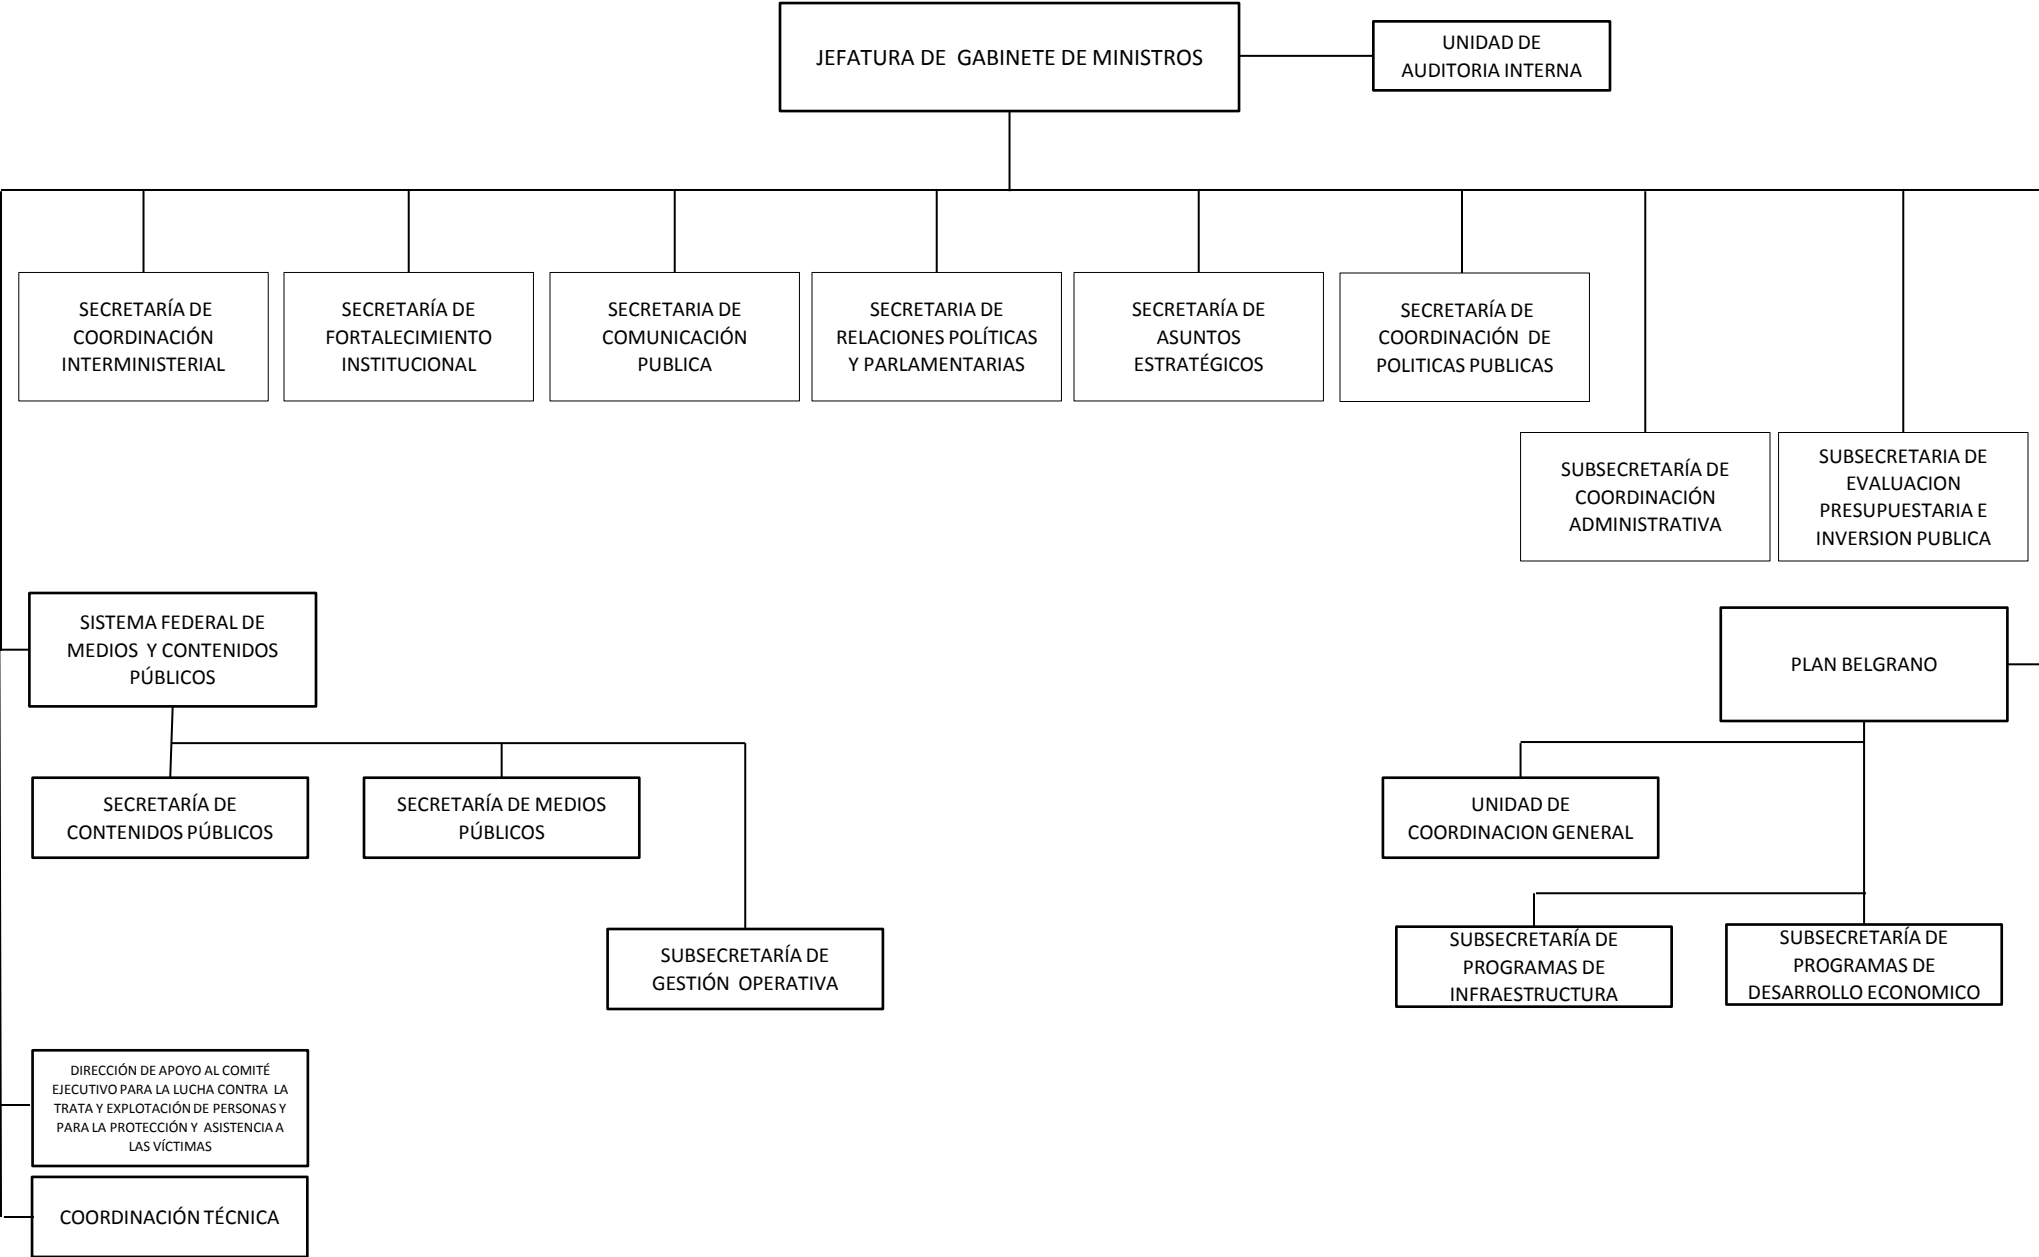 JEFATURA DE GABINETE DE MINISTROS
UNIDAD DE
AUDITORIA INTERNA
SECRETARÍA DE
COORDINACIÓN
INTERMINISTERIAL
SECRETARÍA DE
FORTALECIMIENTO
INSTITUCIONAL
SECRETARIA DE
COMUNICACIÓN
PUBLICA
SECRETARIA DE
RELACIONES POLÍTICAS
Y PARLAMENTARIAS
SECRETARÍA DE
ASUNTOS
ESTRATÉGICOS
SECRETARÍA DE
COORDINACIÓN DE
POLITICAS PUBLICAS
SUBSECRETARÍA DE
COORDINACIÓN
ADMINISTRATIVA
SUBSECRETARIA DE
EVALUACION
PRESUPUESTARIA E
INVERSION PUBLICA
SISTEMA FEDERAL DE
MEDIOS Y CONTENIDOS
PÚBLICOS
PLAN BELGRANO
SECRETARÍA DE
CONTENIDOS PÚBLICOS
SECRETARÍA DE MEDIOS
PÚBLICOS
UNIDAD DE
COORDINACION GENERAL
SUBSECRETARÍA DE
GESTIÓN OPERATIVA
SUBSECRETARÍA DE
PROGRAMAS DE
INFRAESTRUCTURA
SUBSECRETARÍA DE
PROGRAMAS DE
DESARROLLO ECONOMICO
DIRECCIÓN DE APOYO AL COMITÉ
EJECUTIVO PARA LA LUCHA CONTRA LA
TRATA Y EXPLOTACIÓN DE PERSONAS Y
PARA LA PROTECCIÓN Y ASISTENCIA A
LAS VÍCTIMAS
COORDINACIÓN TÉCNICA